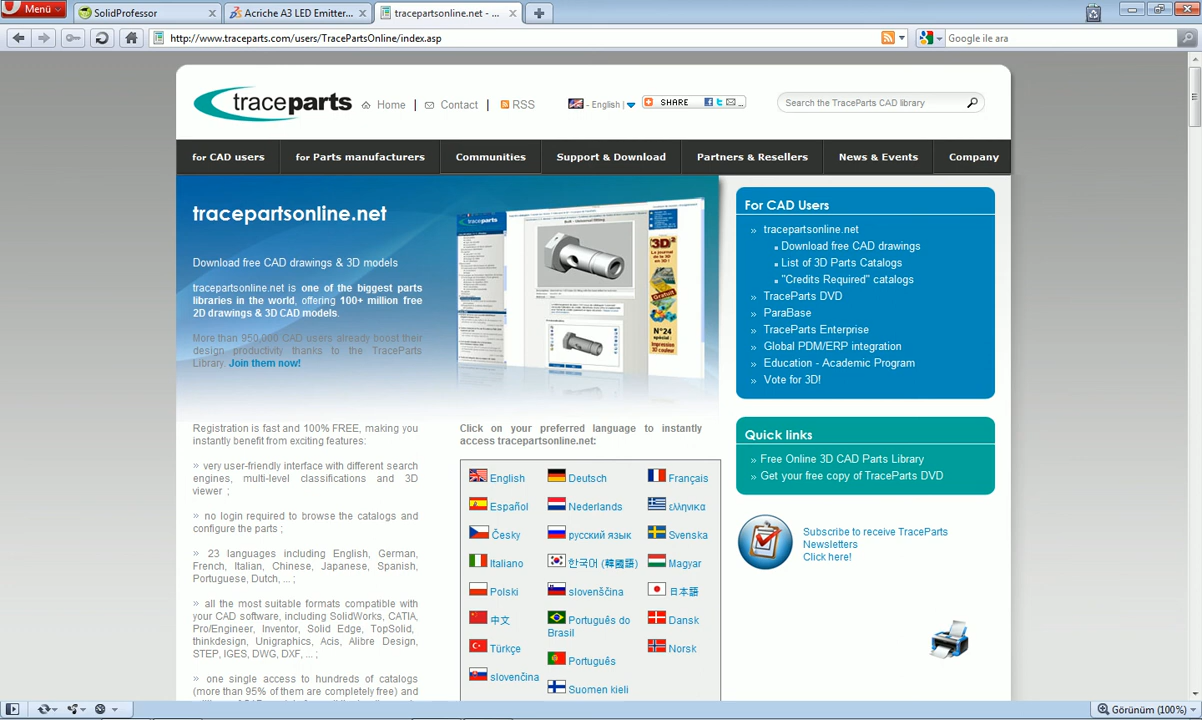 Menü
SolidProfessor
Acriche A3 LED Emitter...
tracepartsonline.net - ...
http://www.traceparts.com/users/TracePartsOnline/index.asp
Google ile ara
traceparts
Home | Contact | RSS
- English |
SHARE
Search the TraceParts CAD library
for CAD users
for Parts manufacturers
Communities
Support & Download
Partners & Resellers
News & Events
Company
tracepartsonline.net
Download free CAD drawings & 3D models
tracepartsonline.net is one of the biggest parts
libraries in the world, offering 100+ million free
2D drawings & 3D CAD models.
More than 950,000 CAD users already boost their
design productivity thanks to the TraceParts
Library. Join them now!
traceparts
3D
N°24
spécial :
Impression
3D couleur
For CAD Users
» tracepartsonline.net
Download free CAD drawings
List of 3D Parts Catalogs
"Credits Required" catalogs
» TraceParts DVD
» ParaBase
» TraceParts Enterprise
» Global PDM/ERP integration
» Education - Academic Program
» Vote for 3D!
Quick links
» Free Online 3D CAD Parts Library
» Get your free copy of TraceParts DVD
Subscribe to receive TraceParts
Newsletters
Click here!
Registration is fast and 100% FREE, making you
instantly benefit from exciting features:
» very user-friendly interface with different search
engines, multi-level classifications and 3D
viewer ;
» no login required to browse the catalogs and
configure the parts ;
» 23 languages including English, German,
French, Italian, Chinese, Japanese, Spanish,
Portuguese, Dutch, ... ;
» all the most suitable formats compatible with
your CAD software, including SolidWorks, CATIA,
Pro/Engineer, Inventor, Solid Edge, TopSolid,
thinkdesign, Unigraphics, Acis, Alibre Design,
STEP, IGES, DWG, DXF, ... ;
» one single access to hundreds of catalogs
(more than 95% of them are completely free) and
Click on your preferred language to instantly
access tracepartsonline.net:
English
Deutsch
Français
Español
Nederlands
ελληνικα
Česky
русский язык
Svenska
Italiano
한국어 (韓國語)
Magyar
Polski
slovenščina
日本語
中文
Português do
Brasil
Dansk
Türkçe
Português
Norsk
slovenčina
Suomen kieli
Görünüm (100%)